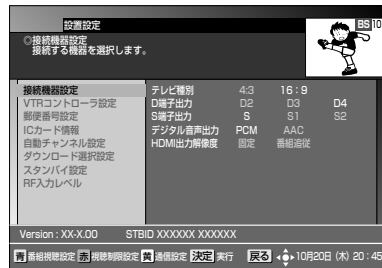 設置設定
◎接続機器設定
接続する機器を選択します。
BS 10
接続機器設定
VTRコントローラ設定
郵便番号設定
ICカード情報
自動チャンネル設定
ダウンロード選択設定
スタンバイ設定
RF入力レベル
テレビ種別 4:3 16:9
D端子出力 D2 D3 D4
S端子出力 S S1 S2
デジタル音声出力 PCM AAC
HDMI出力解像度 固定 番組追従
Version : XX-X.00 STBID XXXXXX XXXXXX
青 番組視聴設定 赤 視聴制限設定 黄 通信設定 決定 実行 戻る 10月20日 (木) 20:45